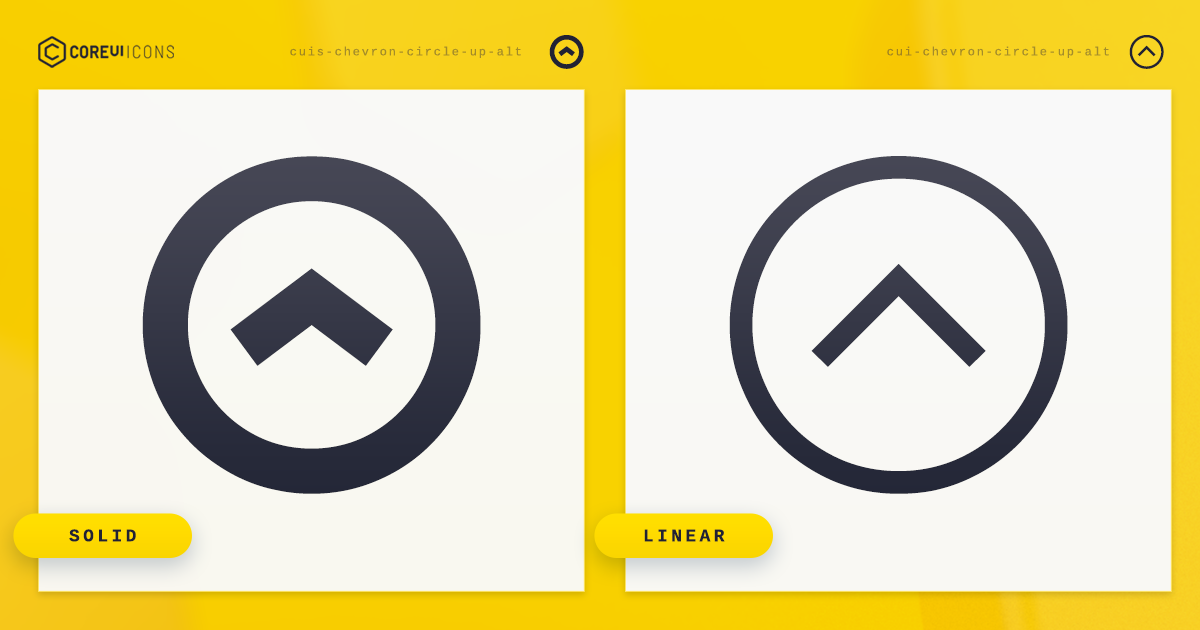 COREUI ICONS
cuis-chevron-circle-up-alt
cui-chevron-circle-up-alt
SOLID
LINEAR